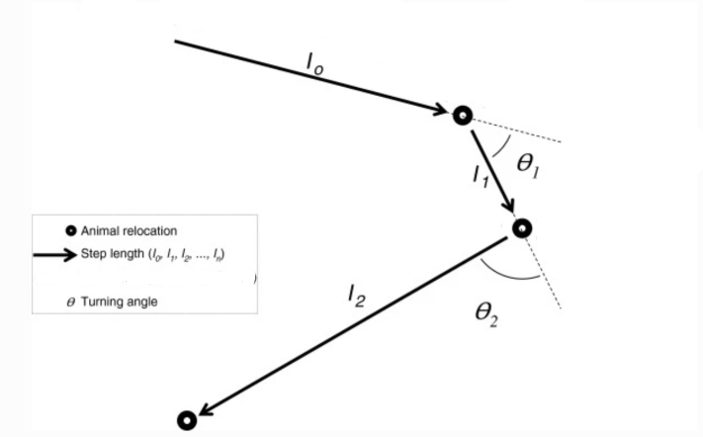 l₀
θ₁
l₁
Animal relocation
Step length (l₀, l₁, l₂, ..., lₙ)
)
l₂
θ Turning angle
θ₂